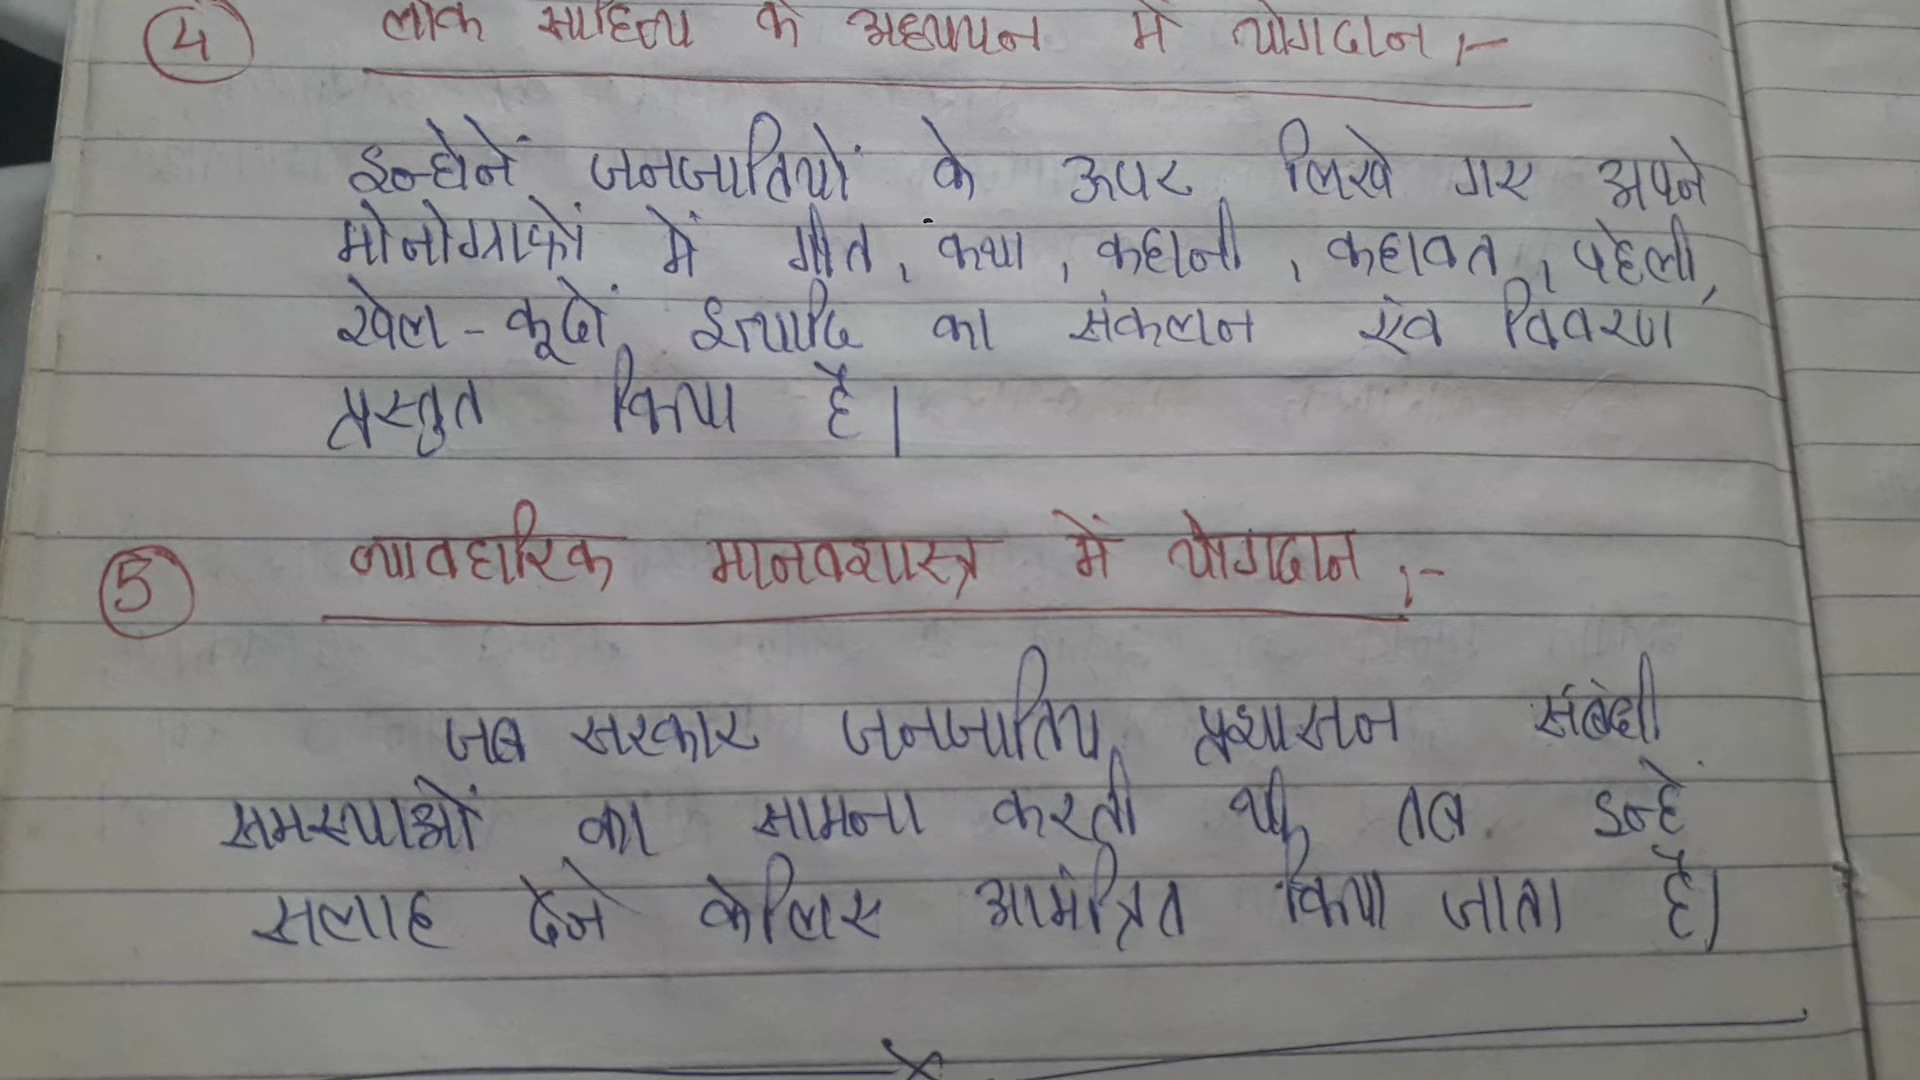 ④ लोक साहित्य के अध्ययन में योगदान :-
इन्होनें जनजातियों के ऊपर लिखे गए अपने
मोनोग्राफों में गीत, कथा, कहानी, कहावत, पहेली,
खेल-कूदों इत्यादि का संकलन एंव विवरण
प्रस्तुत किया है।
⑤ व्यावहारिक मानवशास्त्र में योगदान :-
जब सरकार जनजातिय प्रशासन संबंधी
समस्याओं का सामना करती थी तब इन्हें
सलाह देने केलिए आमंत्रित किया जाता है।